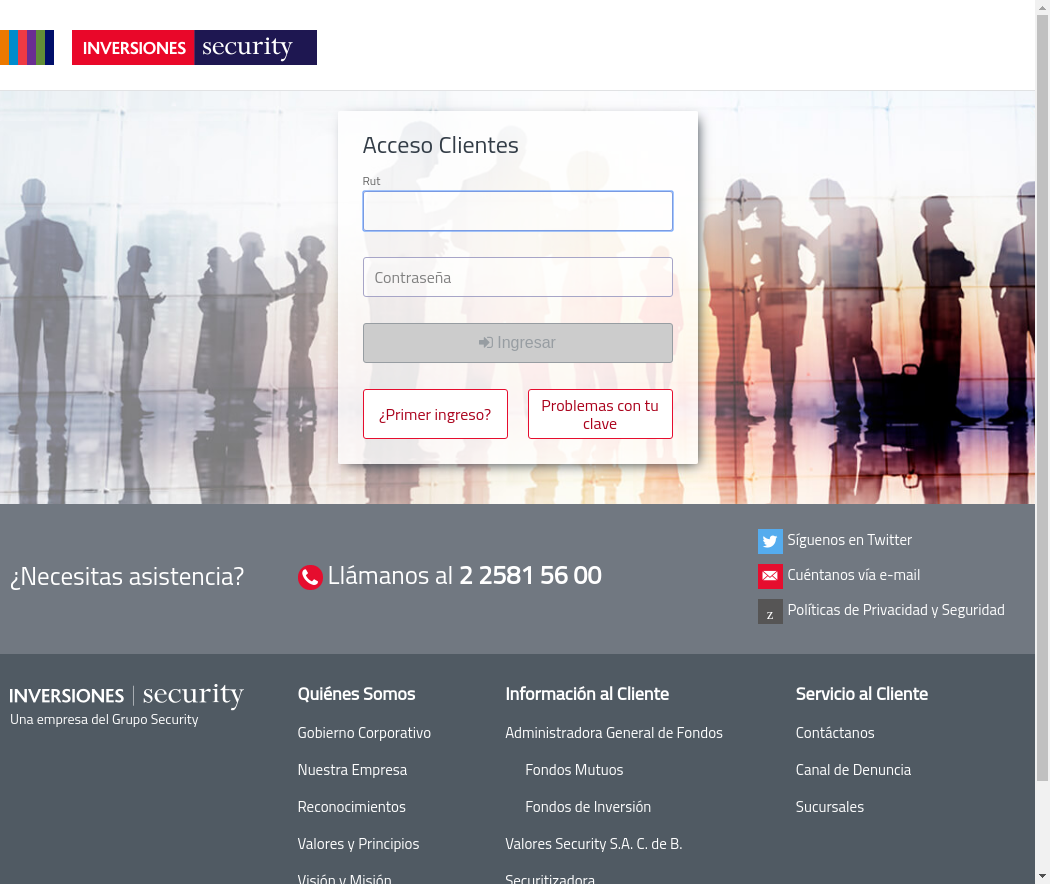 INVERSIONES security
Acceso Clientes
Rut
Contraseña
Ingresar
¿Primer ingreso?
Problemas con tu
clave
¿Necesitas asistencia?
Llámanos al 2 2581 56 00
Síguenos en Twitter
Cuéntanos vía e-mail
z
Políticas de Privacidad y Seguridad
INVERSIONES security
Una empresa del Grupo Security
Quiénes Somos
Gobierno Corporativo
Nuestra Empresa
Reconocimientos
Valores y Principios
Visión y Misión
Información al Cliente
Administradora General de Fondos
Fondos Mutuos
Fondos de Inversión
Valores Security S.A. C. de B.
Securitizadora
Servicio al Cliente
Contáctanos
Canal de Denuncia
Sucursales